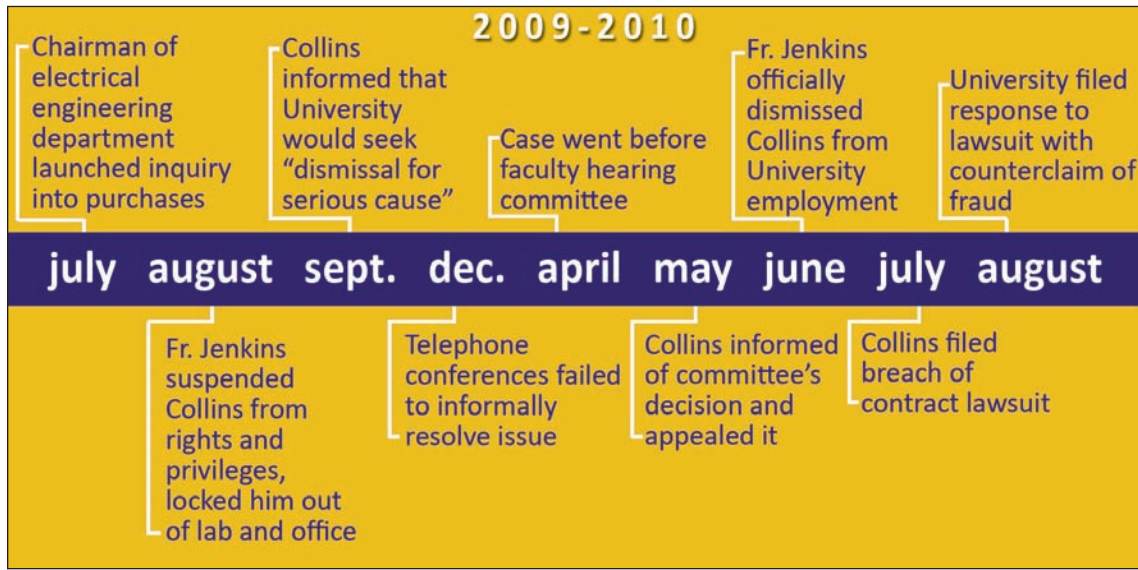 2009-2010
Chairman of
electrical
engineering
department
launched inquiry
into purchases
Collins
informed that
University
would seek
“dismissal for
serious cause”
Case went before
faculty hearing
committee
Fr. Jenkins
officially
dismissed
Collins from
University
employment
University filed
response to
lawsuit with
counterclaim of
fraud
july august sept. dec. april may june july august
Fr. Jenkins
suspended
Collins from
rights and
privileges,
locked him out
of lab and office
Telephone
conferences failed
to informally
resolve issue
Collins informed
of committee’s
decision and
appealed it
Collins filed
breach of
contract lawsuit